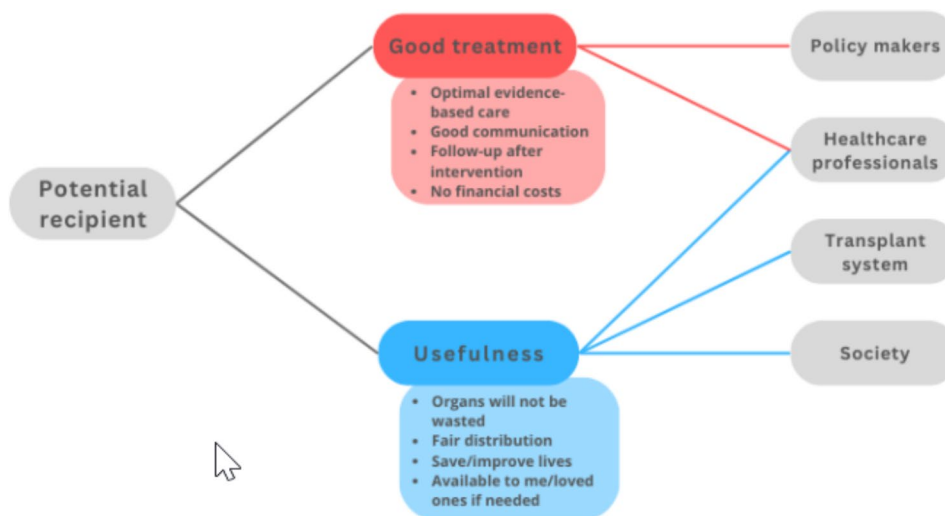 Good treatment
• Optimal evidence-
based care
• Good communication
• Follow-up after
intervention
• No financial costs
Potential
recipient
Usefulness
• Organs will not be
wasted
• Fair distribution
• Save/improve lives
• Available to me/loved
ones if needed
Policy makers
Healthcare
professionals
Transplant
system
Society